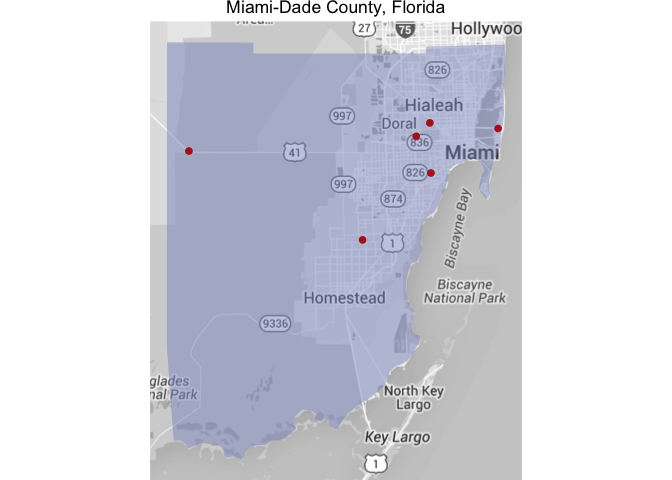 Miami-Dade County, Florida
27
75
Hollywoo
826
Hialeah
997
Doral
836
41
Miami
826
997
874
1
Biscayne Bay
Biscayne
National Park
Homestead
9336
glades
nal Park
North Key
Largo
Key Largo
1